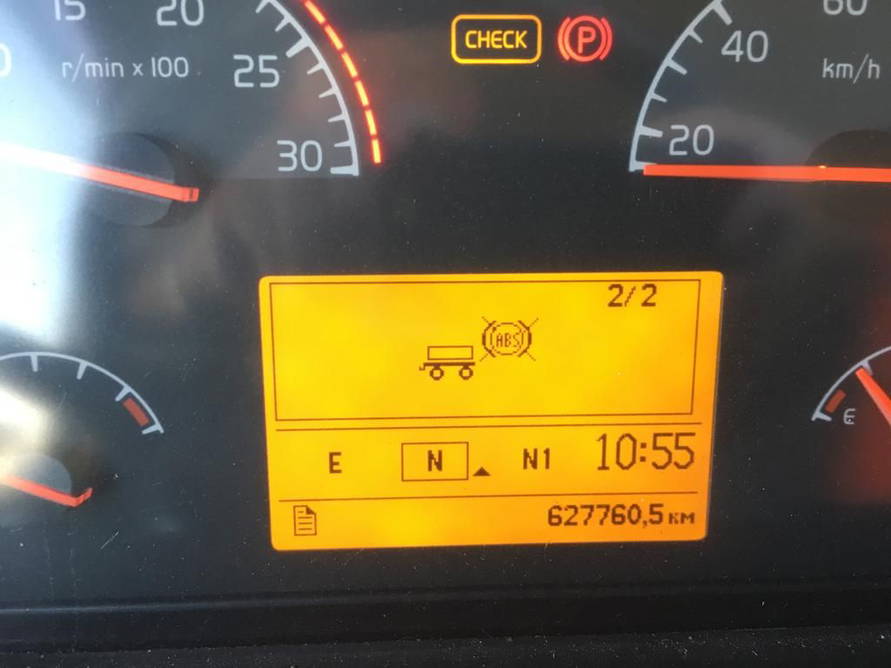 15 20
r/min x 100
25
30
CHECK
P
60
40
km/h
20
2/2
ABS
E N N1 10:55
627760,5 км
E